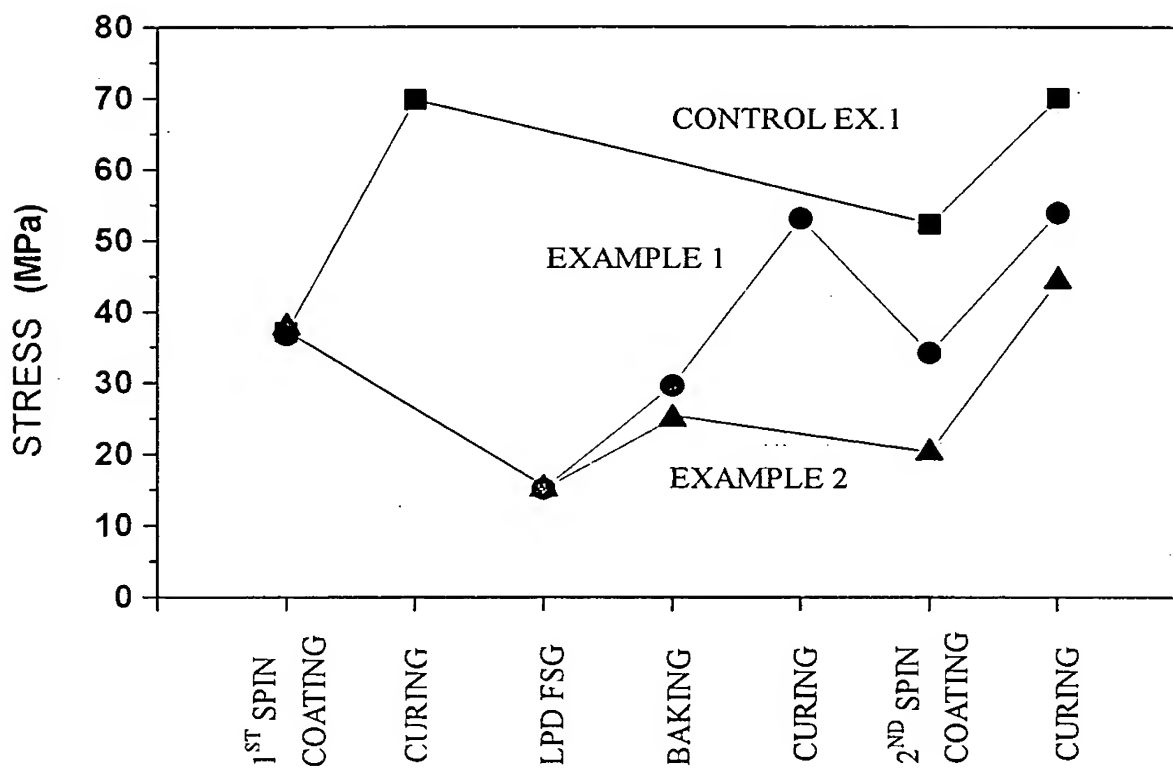 80
70
60
50
40
30
20
10
0
STRESS (MPa)
CONTROL EX.1
EXAMPLE 1
EXAMPLE 2
1ST SPIN
COATING
CURING
LPD FSG
BAKING
CURING
2ND SPIN
COATING
CURING